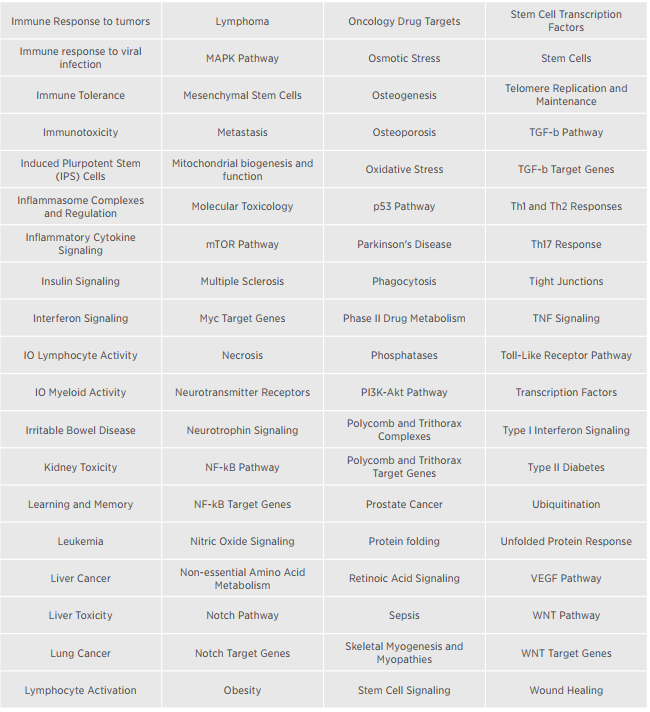 Immune Response to tumors
Lymphoma
Oncology Drug Targets
Stem Cell Transcription
Factors
Immune response to viral
infection
MAPK Pathway
Osmotic Stress
Stem Cells
Immune Tolerance
Mesenchymal Stem Cells
Osteogenesis
Telomere Replication and
Maintenance
Immunotoxicity
Metastasis
Osteoporosis
TGF-b Pathway
Induced Plurpotent Stem
(IPS) Cells
Mitochondrial biogenesis and
function
Oxidative Stress
TGF-b Target Genes
Inflammasome Complexes
and Regulation
Molecular Toxicology
p53 Pathway
Th1 and Th2 Responses
Inflammatory Cytokine
Signaling
mTOR Pathway
Parkinson's Disease
Th17 Response
Insulin Signaling
Multiple Sclerosis
Phagocytosis
Tight Junctions
Interferon Signaling
Myc Target Genes
Phase II Drug Metabolism
TNF Signaling
IO Lymphocyte Activity
Necrosis
Phosphatases
Toll-Like Receptor Pathway
IO Myeloid Activity
Neurotransmitter Receptors
PI3K-Akt Pathway
Transcription Factors
Irritable Bowel Disease
Neurotrophin Signaling
Polycomb and Trithorax
Complexes
Type I Interferon Signaling
Kidney Toxicity
NF-kB Pathway
Polycomb and Trithorax
Target Genes
Type II Diabetes
Learning and Memory
NF-kB Target Genes
Prostate Cancer
Ubiquitination
Leukemia
Nitric Oxide Signaling
Protein folding
Unfolded Protein Response
Liver Cancer
Non-essential Amino Acid
Metabolism
Retinoic Acid Signaling
VEGF Pathway
Liver Toxicity
Notch Pathway
Sepsis
WNT Pathway
Lung Cancer
Notch Target Genes
Skeletal Myogenesis and
Myopathies
WNT Target Genes
Lymphocyte Activation
Obesity
Stem Cell Signaling
Wound Healing